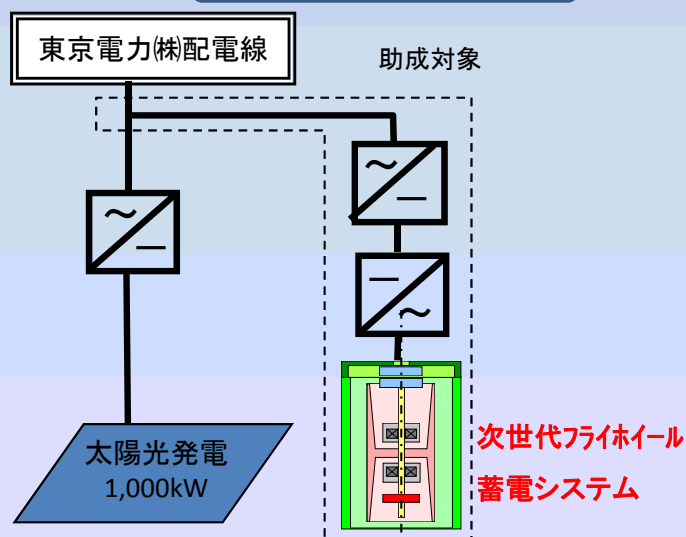 東京電力㈱配電線
助成対象
太陽光発電
1,000kW
次世代フライホイール
蓄電システム